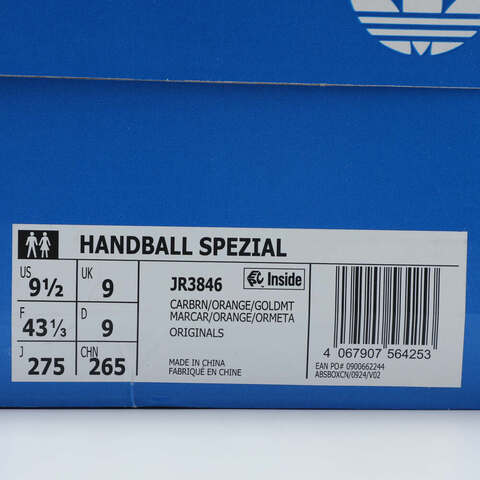 HANDBALL SPEZIAL
US 9½ UK 9
F 43⅓ D 9
J 275 CHN 265
JR3846 Inside
CARBRN/ORANGE/GOLDMT
MARCAR/ORANGE/ORMETA
ORIGINALS
MADE IN CHINA
FABRIQUÉ EN CHINE
4 067907 564253
EAN PO# 0900662244
ABSBOXCN/0924/V02